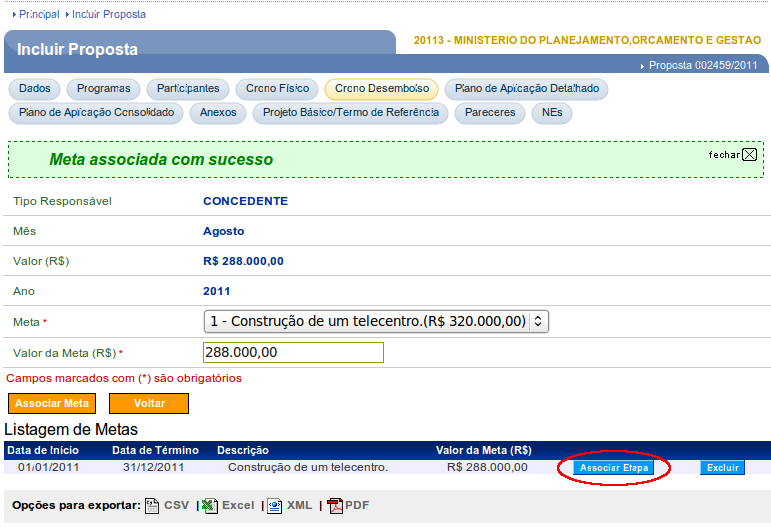 Principal Incluir Proposta
20113 - MINISTERIO DO PLANEJAMENTO,ORCAMENTO E GESTAO
Incluir Proposta
Proposta 002459/2011
Dados Programas Participantes Crono Físico Crono Desembolso Plano de Aplicação Detalhado
Plano de Aplicação Consolidado Anexos Projeto Básico/Termo de Referência Pareceres NEs
Meta associada com sucesso fechar
Tipo Responsável CONCEDENTE
Mês Agosto
Valor (R$) R$ 288.000,00
Ano 2011
Meta * 1 - Construção de um telecentro.(R$ 320.000,00)
Valor da Meta (R$) * 288.000,00
Campos marcados com (*) são obrigatórios
Associar Meta Voltar
Listagem de Metas
Data de Início Data de Término Descrição Valor da Meta (R$)
01/01/2011 31/12/2011 Construção de um telecentro. R$ 288.000,00 Associar Etapa Excluir
Opções para exportar: CSV | Excel | XML | PDF